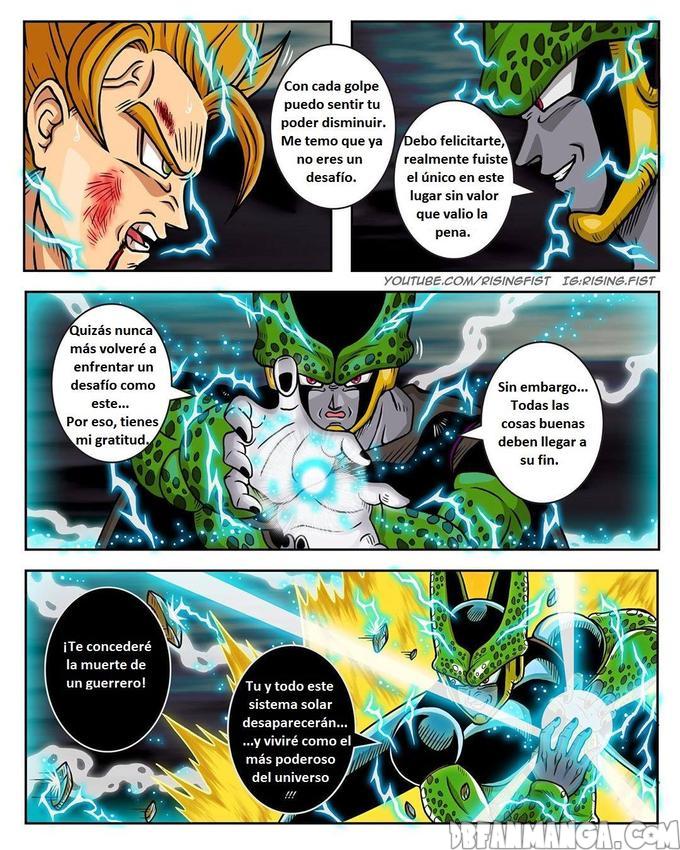 Con cada golpe
puedo sentir tu
poder disminuir.
Me temo que ya
no eres un
desafío.
Debo felicitarte,
realmente fuiste
el único en este
lugar sin valor
que valio la
pena.
YOUTUBE.COM/RISINGFIST IG:RISING.FIST
Quizás nunca
más volveré a
enfrentar un
desafío como
este...
Por eso, tienes
mi gratitud.
Sin embargo...
Todas las
cosas buenas
deben llegar a
su fin.
¡Te concederé
la muerte de
un guerrero!
Tu y todo este
sistema solar
desaparecerán...
...y viviré como el
más poderoso
del universo
!!!
DBFANMANGA.COM